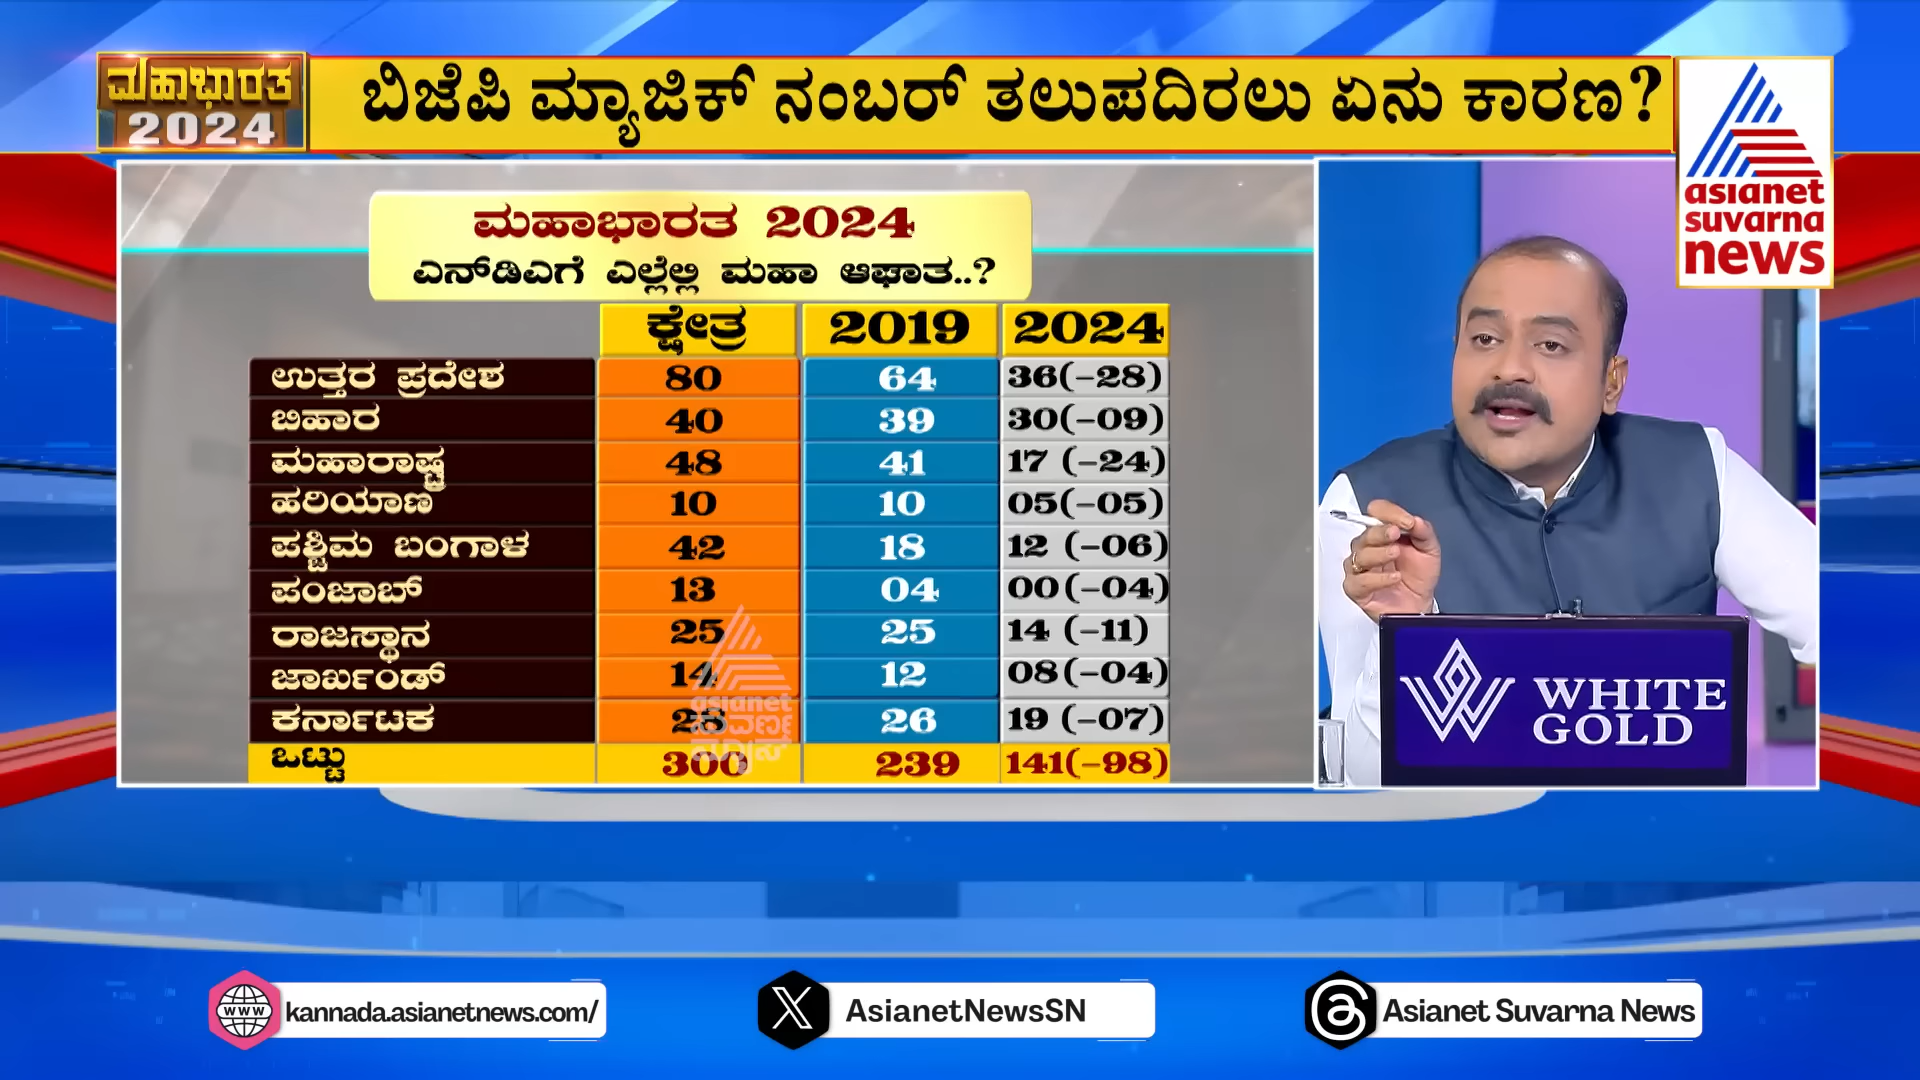 ಮಹಾಭಾರತ
2024
ಬಿಜೆಪಿ ಮ್ಯಾಜಿಕ್ ನಂಬರ್ ತಲುಪದಿರಲು ಏನು ಕಾರಣ?
asianet
suvarna
news
ಮಹಾಭಾರತ 2024
ಎನ್‌ಡಿಎಗೆ ಎಲ್ಲೆಲ್ಲಿ ಮಹಾ ಆಘಾತ..?
ಕ್ಷೇತ್ರ 2019 2024
ಉತ್ತರ ಪ್ರದೇಶ 80 64 36(-28)
ಬಿಹಾರ 40 39 30(-09)
ಮಹಾರಾಷ್ಟ್ರ 48 41 17 (-24)
ಹರಿಯಾಣ 10 10 05(-05)
ಪಶ್ಚಿಮ ಬಂಗಾಳ 42 18 12 (-06)
ಪಂಜಾಬ್ 13 04 00(-04)
ರಾಜಸ್ಥಾನ 25 25 14 (-11)
ಜಾರ್ಖಂಡ್ 14 12 08(-04)
ಕರ್ನಾಟಕ 28 26 19 (-07)
ಒಟ್ಟು 300 239 141(-98)
asianet
ಸುವರ್ಣ
ನ್ಯೂಸ್
WHITE
GOLD
www
kannada.asianetnews.com/
AsianetNewsSN
Asianet Suvarna News